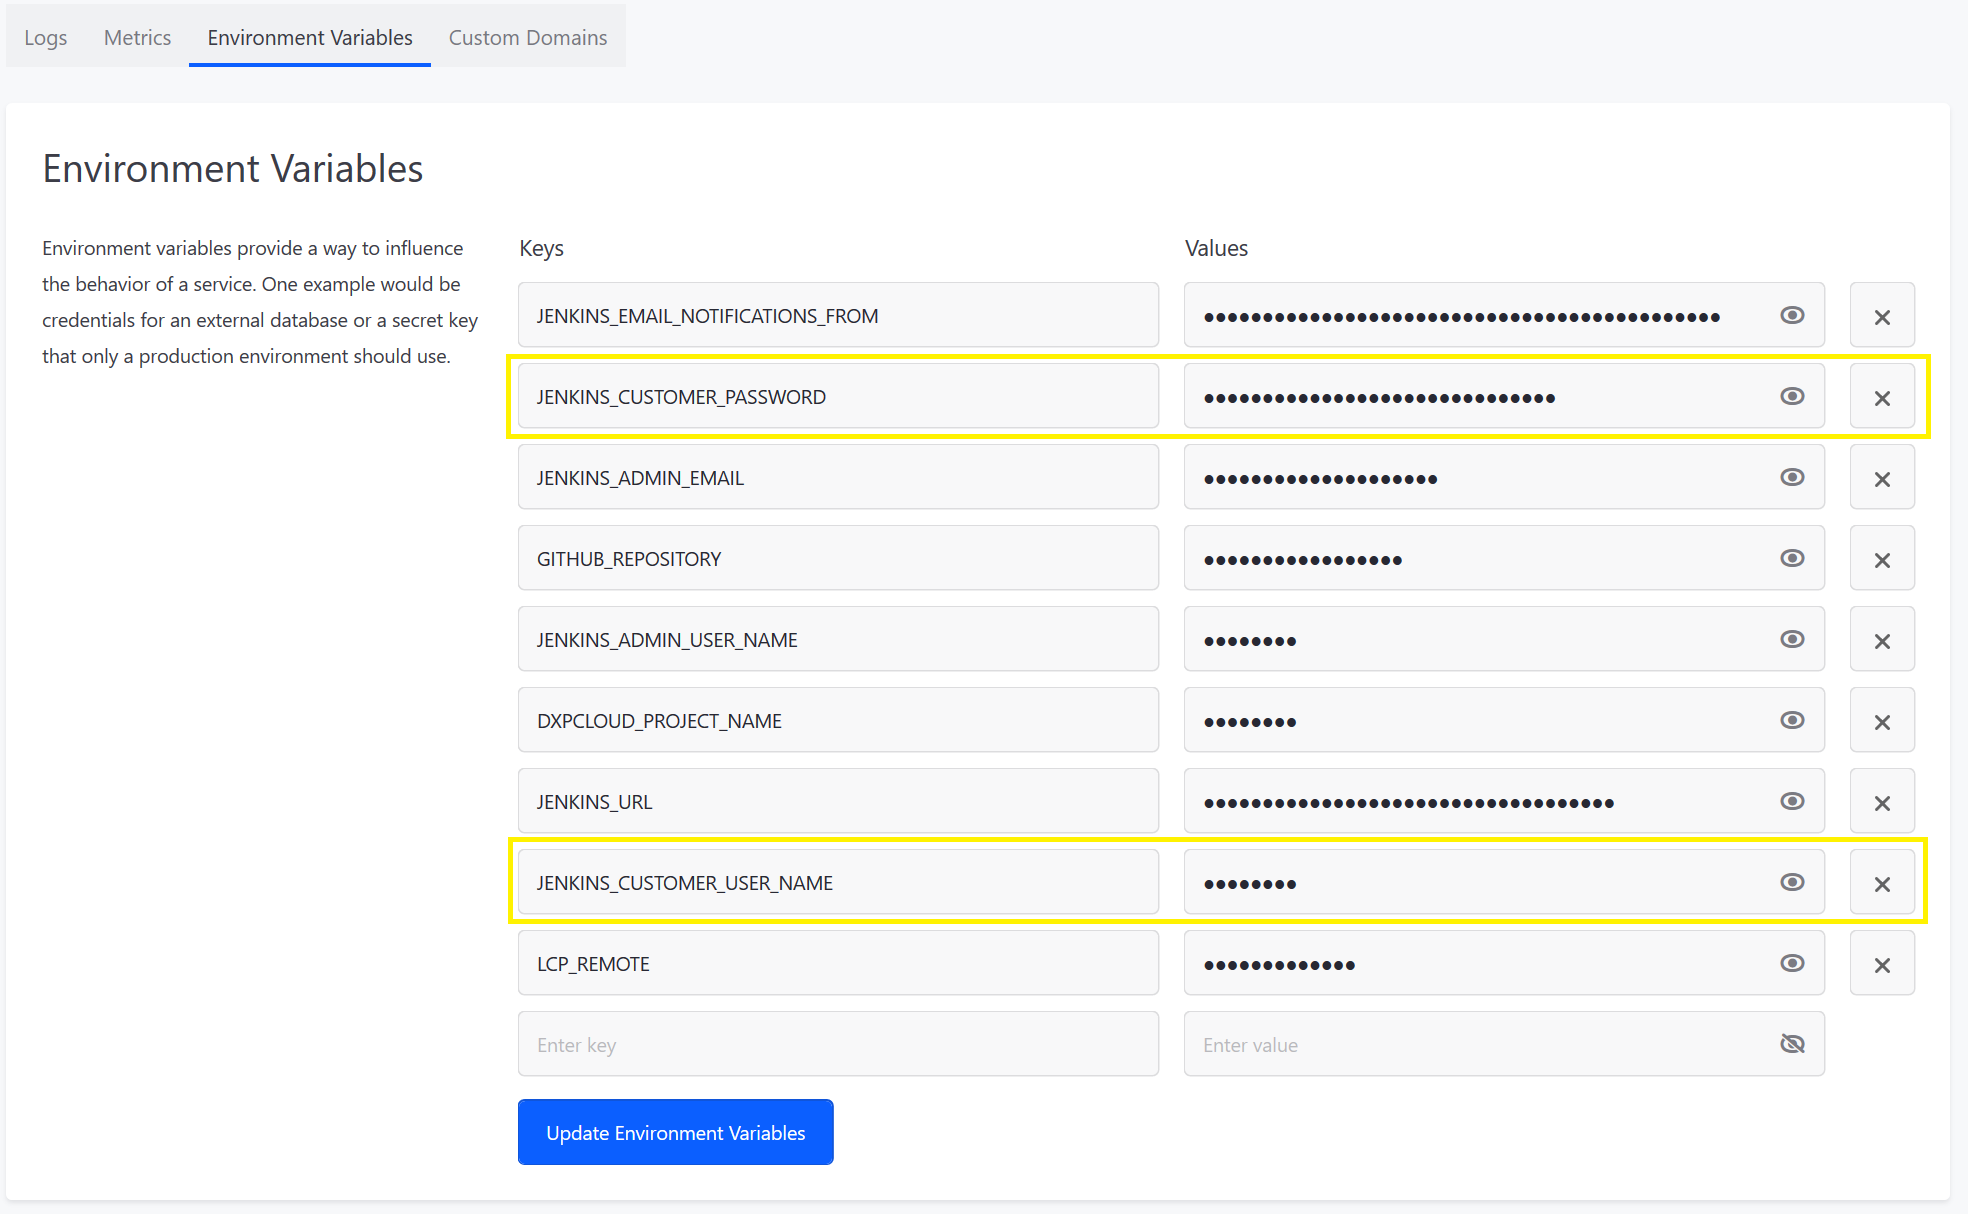 Logs Metrics Environment Variables Custom Domains
Environment Variables
Environment variables provide a way to influence
the behavior of a service. One example would be
credentials for an external database or a secret key
that only a production environment should use.
Keys Values
JENKINS_EMAIL_NOTIFICATIONS_FROM
JENKINS_CUSTOMER_PASSWORD
JENKINS_ADMIN_EMAIL
GITHUB_REPOSITORY
JENKINS_ADMIN_USER_NAME
DXPCLOUD_PROJECT_NAME
JENKINS_URL
JENKINS_CUSTOMER_USER_NAME
LCP_REMOTE
Enter key Enter value
Update Environment Variables